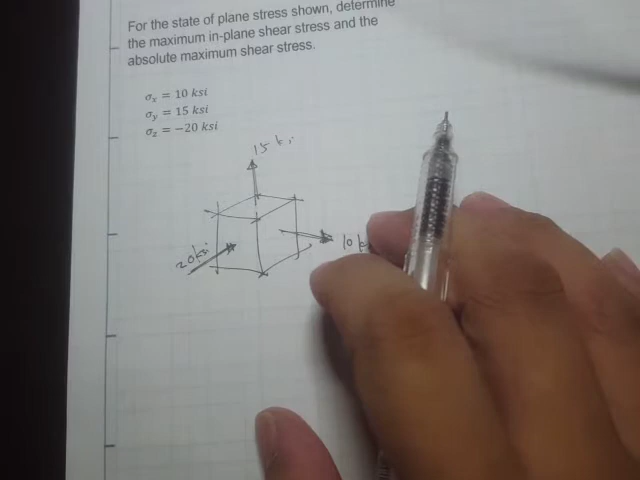 For the state of plane stress shown, determine
the maximum in-plane shear stress and the
absolute maximum shear stress.
σx = 10 ksi
σy = 15 ksi
σz = −20 ksi
15 ksi
20ksi
10